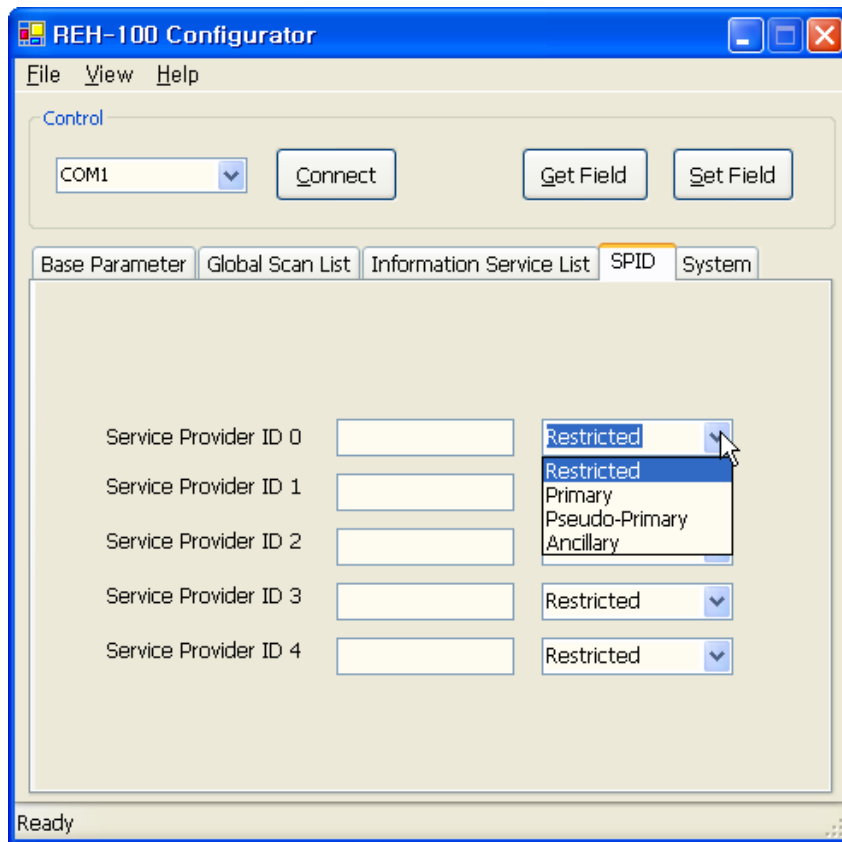 REH-100 Configurator
File View Help
Control
COM1 Connect Get Field Set Field
Base Parameter Global Scan List Information Service List SPID System
Service Provider ID 0 Restricted
Restricted
Service Provider ID 1
Primary
Pseudo-Primary
Service Provider ID 2
Ancillary
Service Provider ID 3 Restricted
Service Provider ID 4 Restricted
Ready